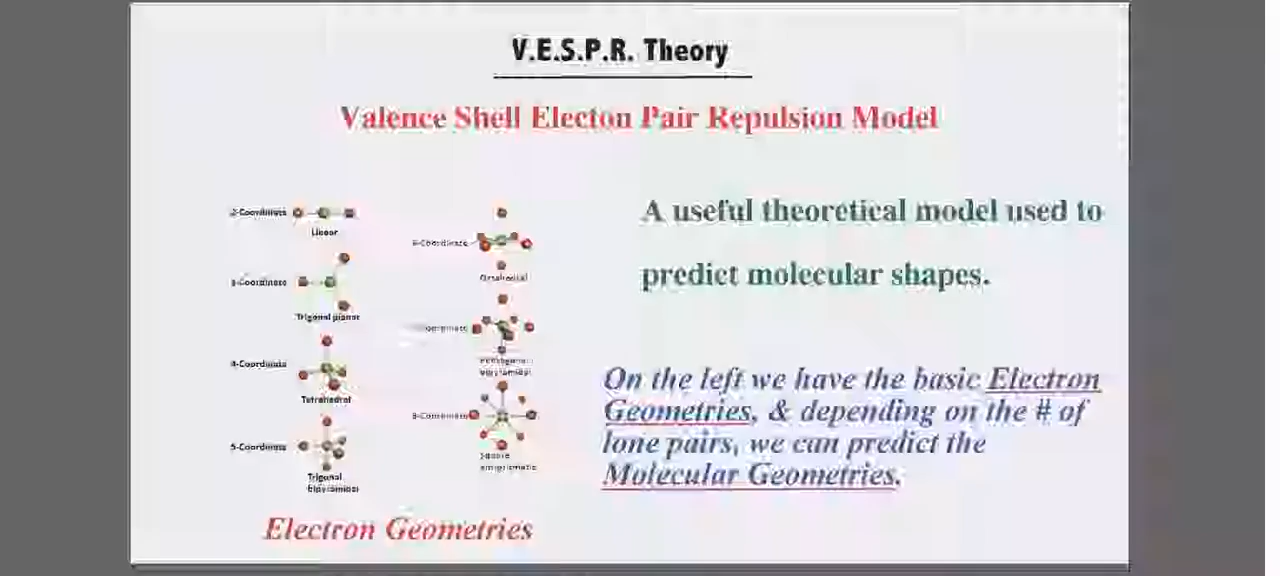 V.E.S.P.R. Theory
Valence Shell Electon Pair Repulsion Model
2-Coordinate
Linear
3-Coordinate
Trigonal planar
4-Coordinate
Tetrahedral
5-Coordinate
Trigonal
bipyramidal
6-Coordinate
Octahedral
bipyramidal
8-Coordinate
Square
antiprismatic
Electron Geometries
A useful theoretical model used to
predict molecular shapes.
On the left we have the basic Electron
Geometries, & depending on the # of
lone pairs, we can predict the
Molecular Geometries.